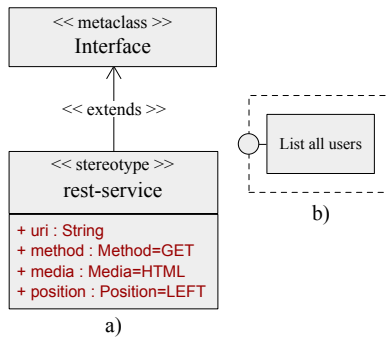 << metaclass >>
Interface
<< extends >>
<< stereotype >>
rest-service
+ uri : String
+ method : Method=GET
+ media : Media=HTML
+ position : Position=LEFT
a)
List all users
b)